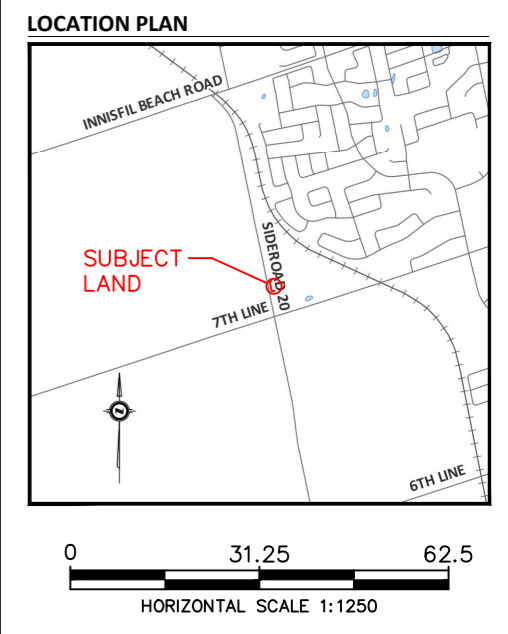 LOCATION PLAN
INNISFIL BEACH ROAD
SIDEROAD 20
SUBJECT
LAND
7TH LINE
N
6TH LINE
0 31.25 62.5
HORIZONTAL SCALE 1:1250